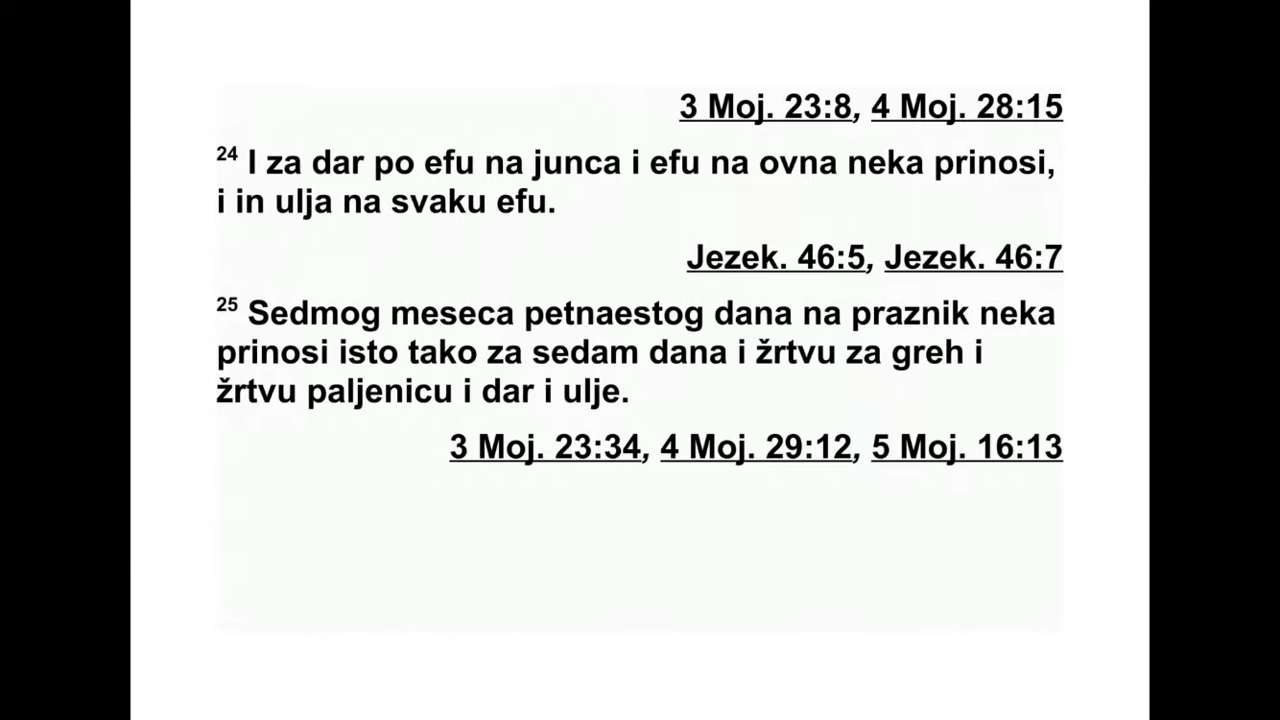 3 Moj. 23:8, 4 Moj. 28:15
24 I za dar po efu na junca i efu na ovna neka prinosi,
i in ulja na svaku efu.
Jezek. 46:5, Jezek. 46:7
25 Sedmog meseca petnaestog dana na praznik neka
prinosi isto tako za sedam dana i žrtvu za greh i
žrtvu paljenicu i dar i ulje.
3 Moj. 23:34, 4 Moj. 29:12, 5 Moj. 16:13